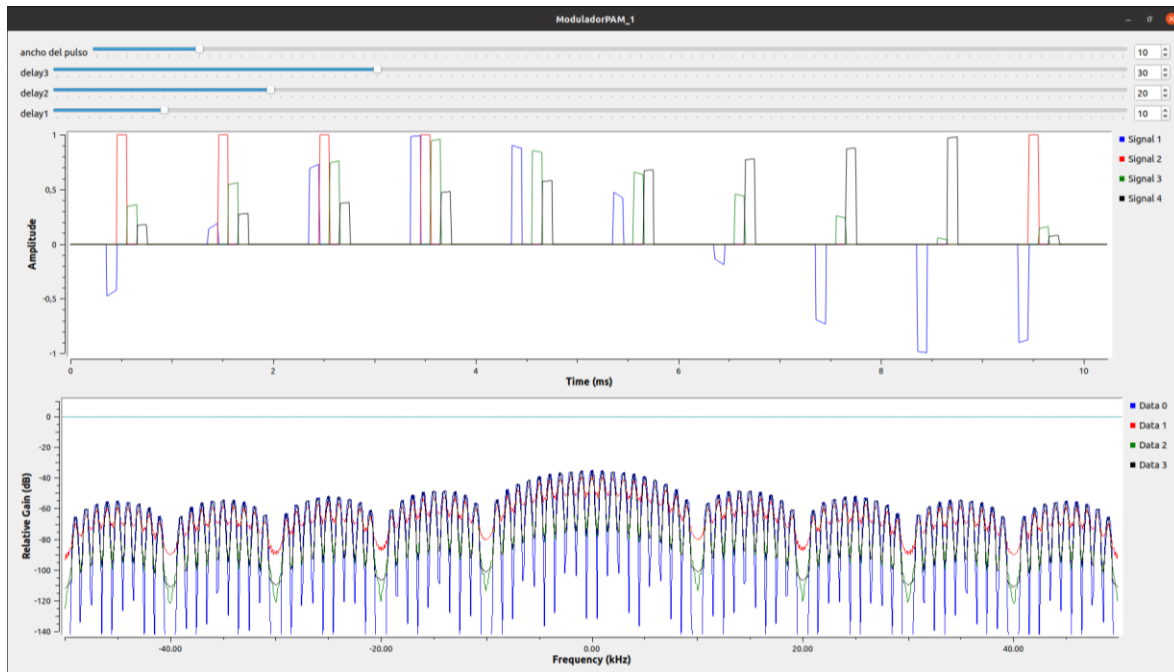 ModuladorPAM_1
ancho del pulso 10
delay3 30
delay2 20
delay1 10
1
0,5
0
-0,5
-1
Amplitude
0 2 4 6 8 10
Time (ms)
Signal 1
Signal 2
Signal 3
Signal 4
0
-20
-40
-60
-80
-100
-120
-140
Relative Gain (dB)
-40.00 -20.00 0.00 20.00 40.00
Frequency (kHz)
Data 0
Data 1
Data 2
Data 3